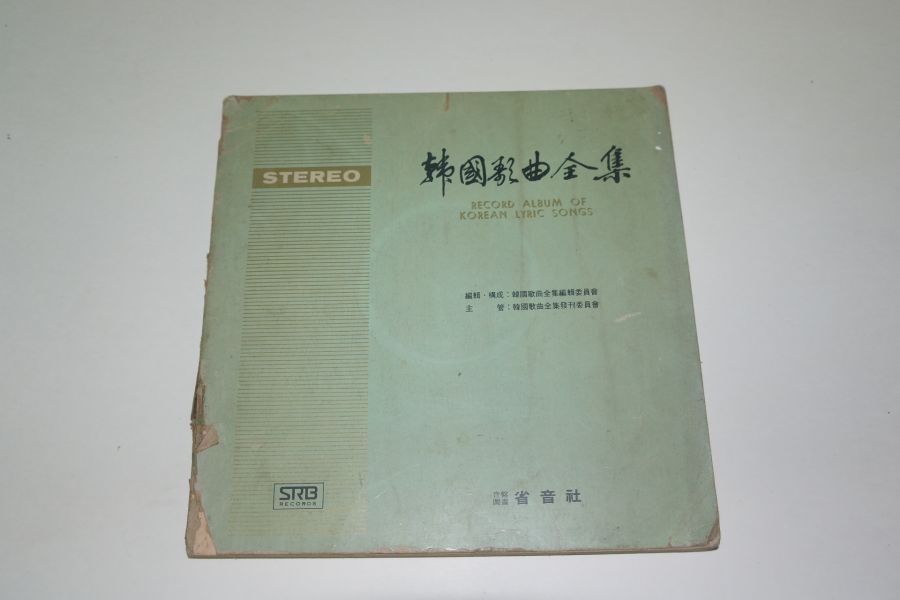 STEREO
韓國歌曲全集
RECORD ALBUM OF
KOREAN LYRIC SONGS
編輯·構成：韓國歌曲全集編輯委員會
主 管：韓國歌曲全集發刊委員會
SRB
RECORDS
省音社